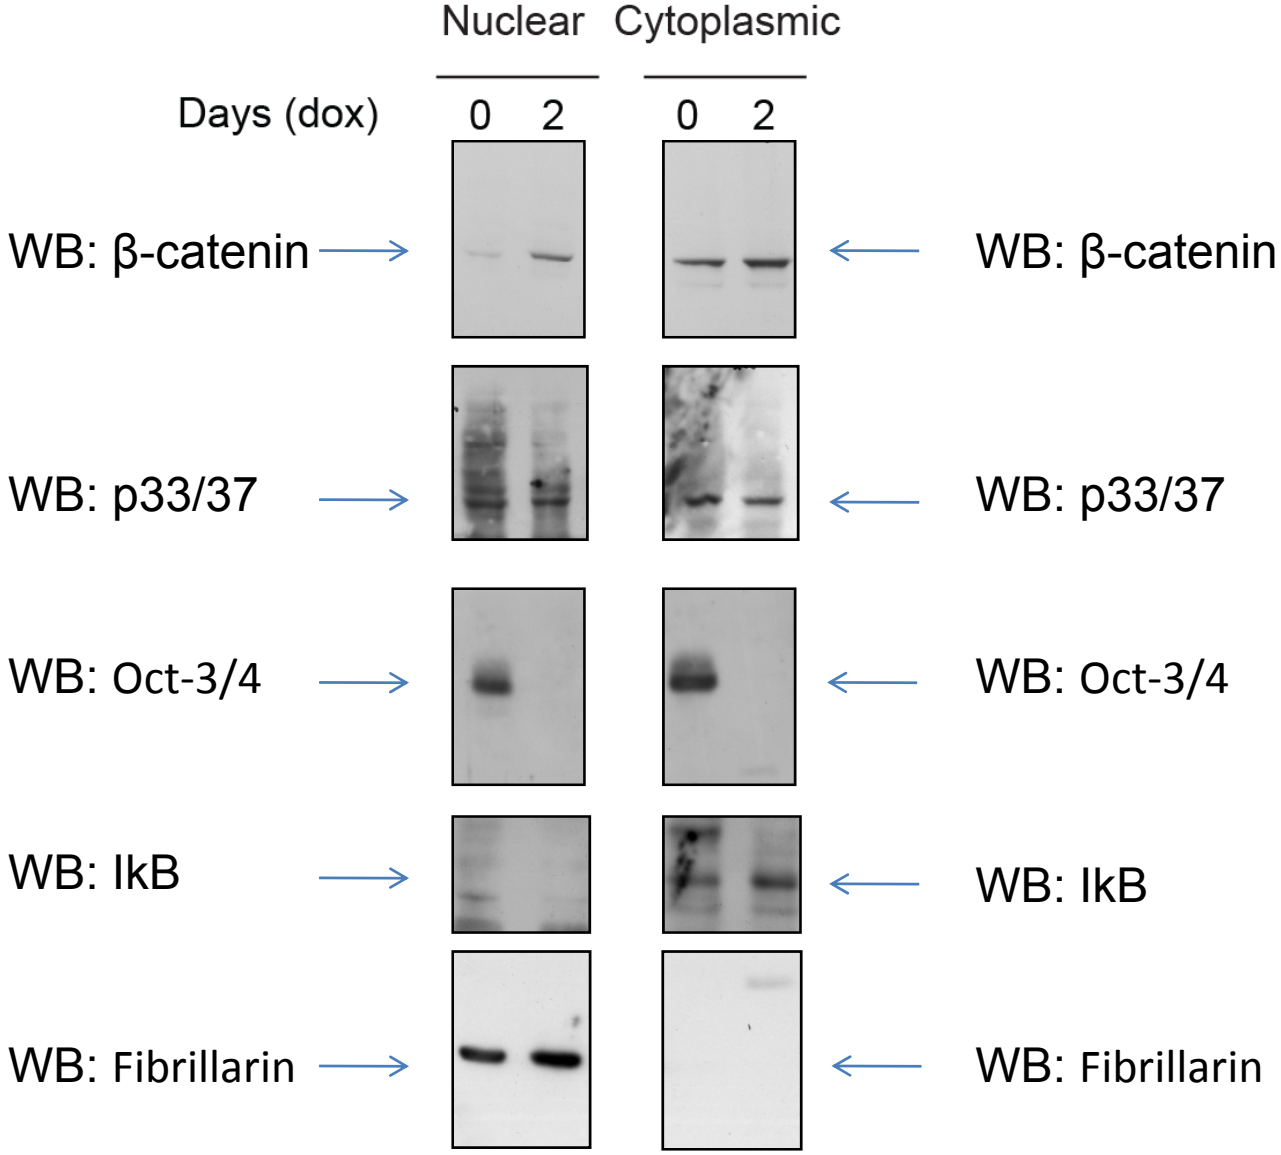 Nuclear Cytoplasmic
Days (dox) 0 2 0 2
WB: β-catenin WB: β-catenin
WB: p33/37 WB: p33/37
WB: Oct-3/4 WB: Oct-3/4
WB: IkB WB: IkB
WB: Fibrillarin WB: Fibrillarin